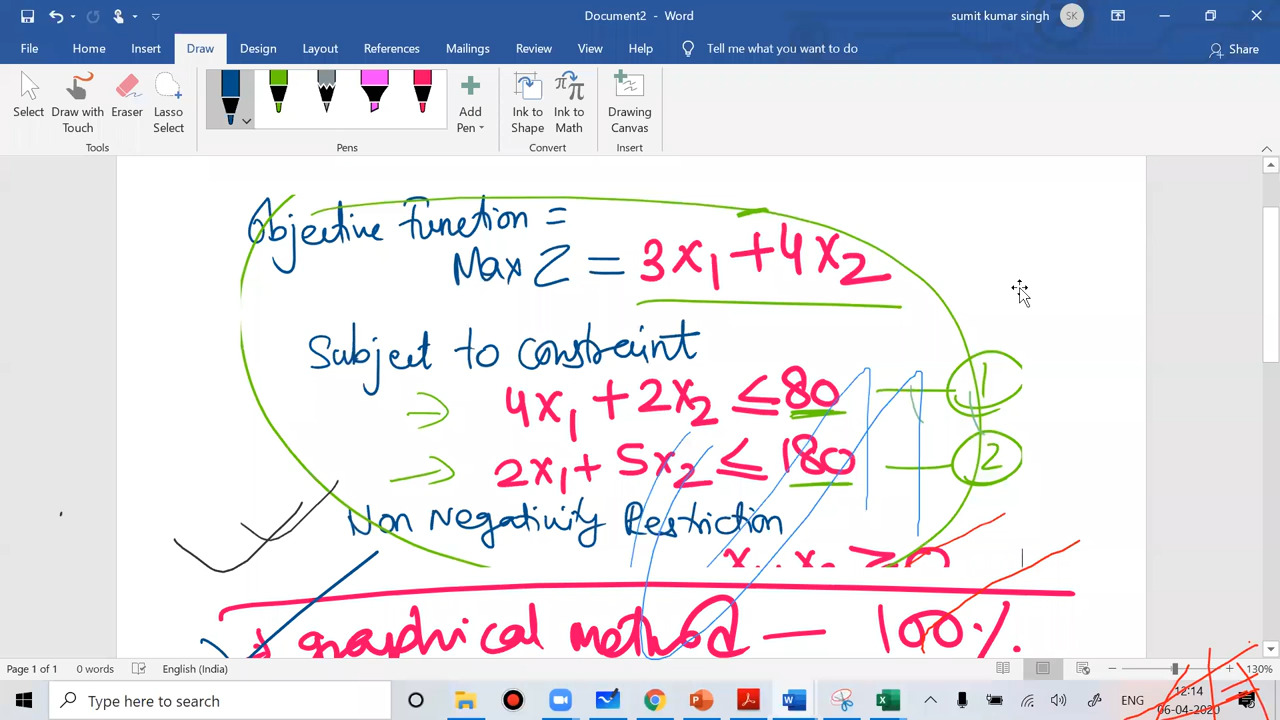 Document2 - Word
sumit kumar singh
SK
File Home Insert Draw Design Layout References Mailings Review View Help Tell me what you want to do Share
Select Draw with Touch Eraser Lasso Select Add Pen Ink to Shape Ink to Math Drawing Canvas
Tools Pens Convert Insert
Objective Function =
Max Z = 3x₁+4x₂
Subject to constraint
⇒ 4x₁+2x₂ ≤80 1
→ 2x₁+5x₂ ≤180 2
Non Negativity Restriction
x₁, x₂ ≥0
graphical method — 100%.
Page 1 of 1 0 words English (India) 130%
Type here to search
ENG
12:14
06-04-2020